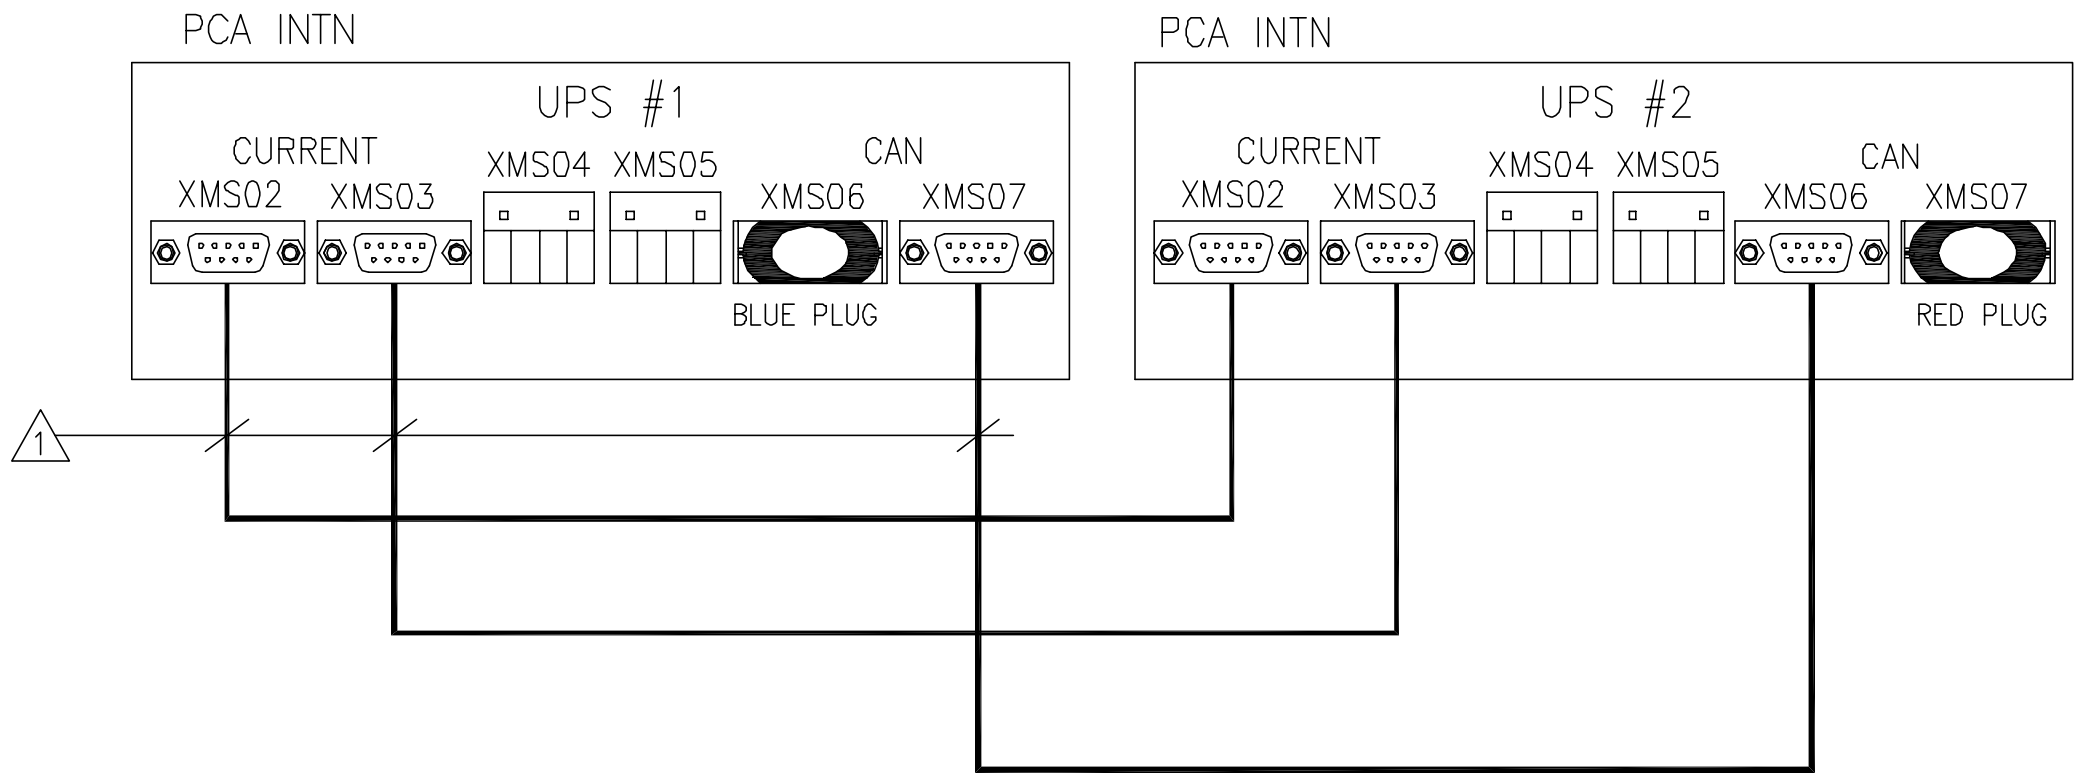 PCA INTN
PCA INTN
UPS #1
CURRENT
CAN
XMS02
XMS03
XMS04
XMS05
XMS06
XMS07
BLUE PLUG
UPS #2
CURRENT
CAN
XMS02
XMS03
XMS04
XMS05
XMS06
XMS07
RED PLUG
1